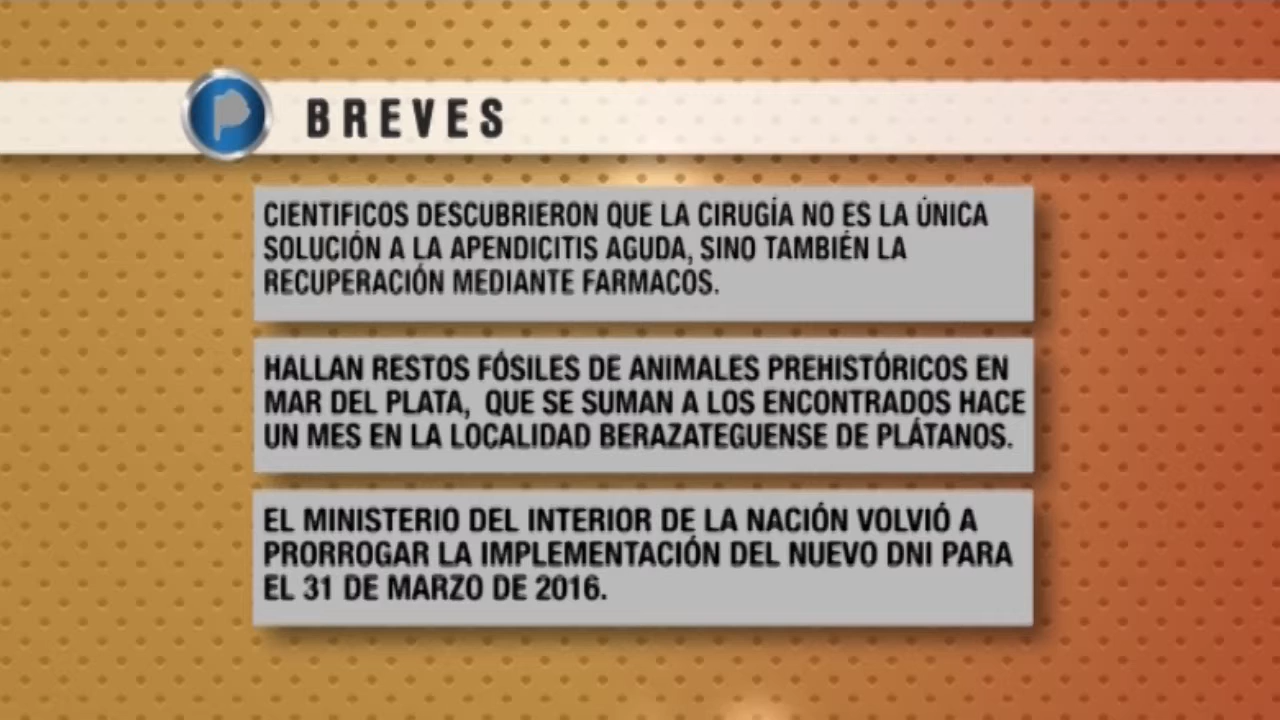 BREVES
CIENTIFICOS DESCUBRIERON QUE LA CIRUGÍA NO ES LA ÚNICA
SOLUCIÓN A LA APENDICITIS AGUDA, SINO TAMBIÉN LA
RECUPERACIÓN MEDIANTE FARMACOS.
HALLAN RESTOS FÓSILES DE ANIMALES PREHISTÓRICOS EN
MAR DEL PLATA, QUE SE SUMAN A LOS ENCONTRADOS HACE
UN MES EN LA LOCALIDAD BERAZATEGUENSE DE PLÁTANOS.
EL MINISTERIO DEL INTERIOR DE LA NACIÓN VOLVIÓ A
PRORROGAR LA IMPLEMENTACIÓN DEL NUEVO DNI PARA
EL 31 DE MARZO DE 2016.